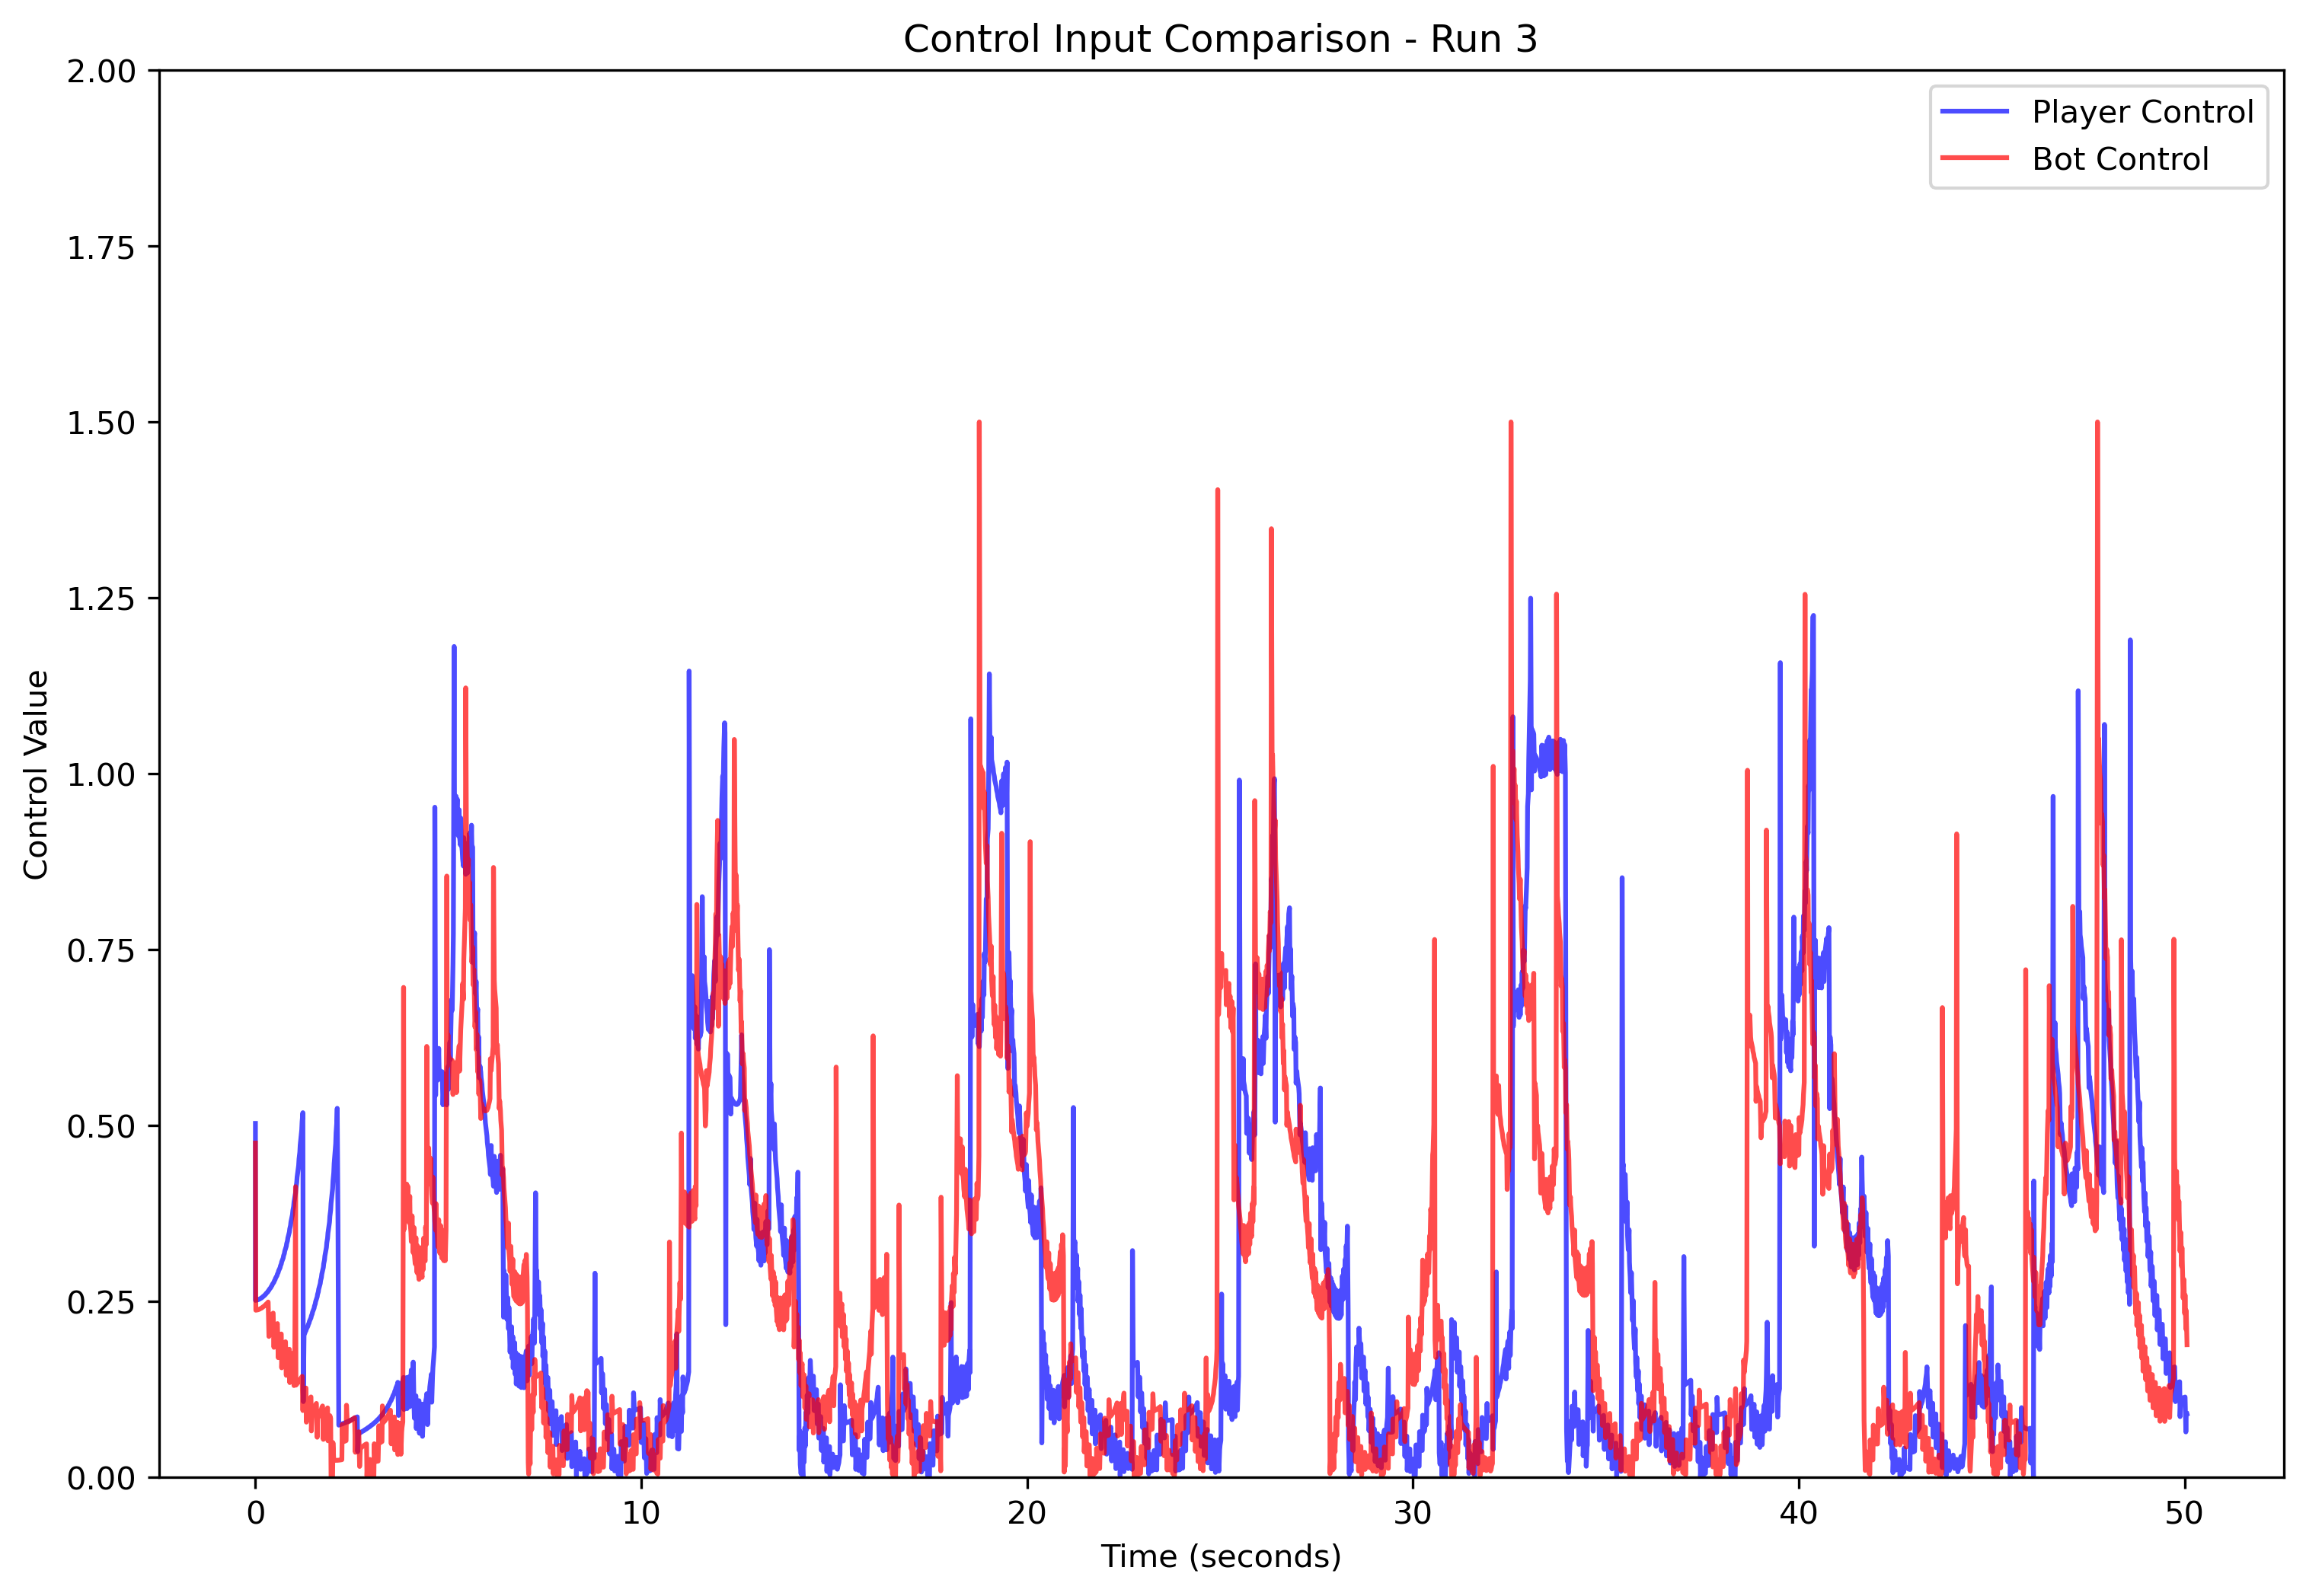 Control Input Comparison - Run 3
2.00
1.75
1.50
1.25
1.00
0.75
0.50
0.25
0.00
Control Value
Player Control
Bot Control
0 10 20 30 40 50
Time (seconds)